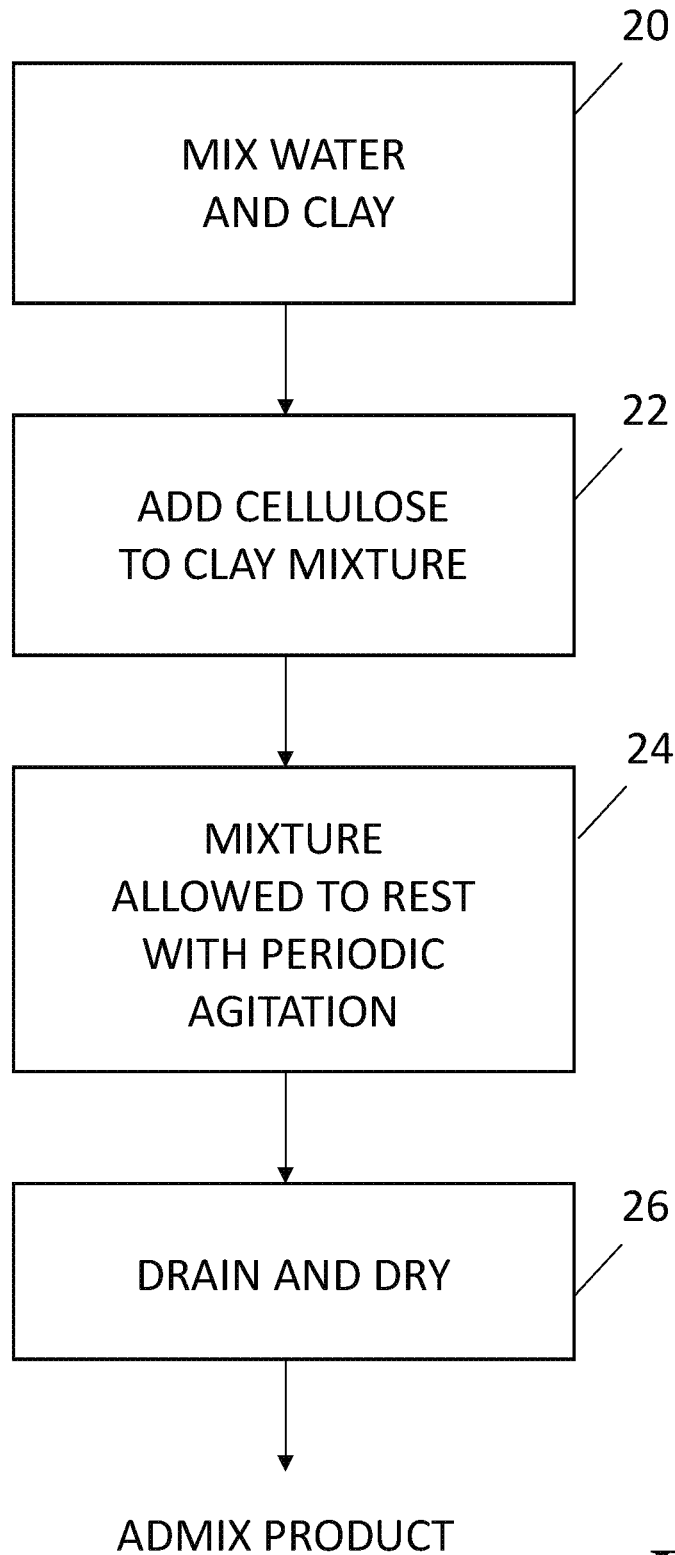 20
MIX WATER
AND CLAY
22
ADD CELLULOSE
TO CLAY MIXTURE
24
MIXTURE
ALLOWED TO REST
WITH PERIODIC
AGITATION
26
DRAIN AND DRY
ADMIX PRODUCT